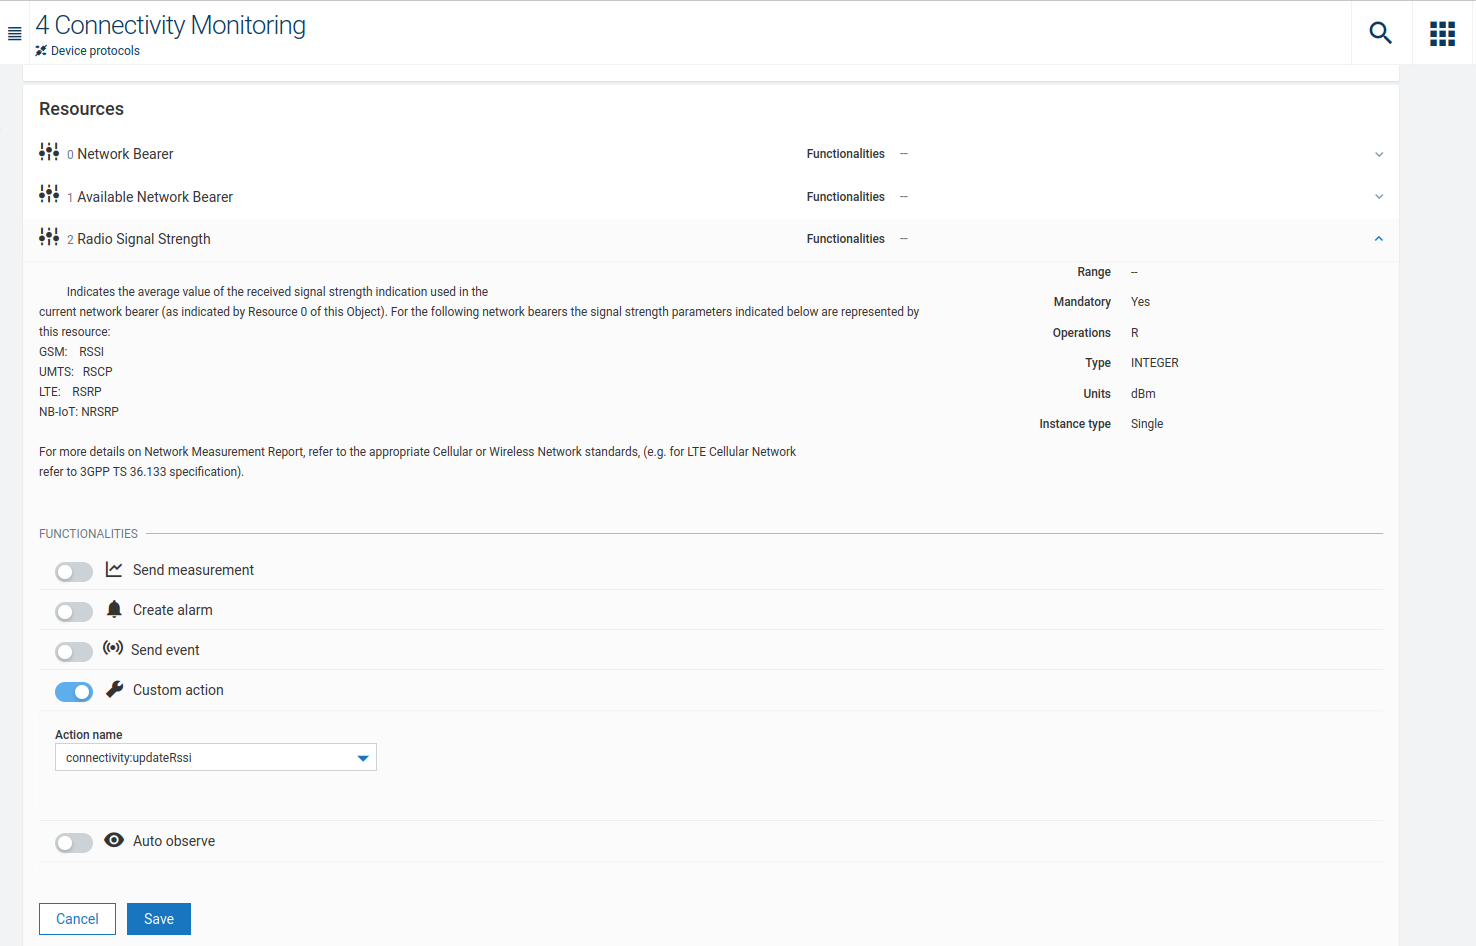 4 Connectivity Monitoring
Device protocols
Resources
0 Network Bearer Functionalities --
1 Available Network Bearer Functionalities --
2 Radio Signal Strength Functionalities --
Indicates the average value of the received signal strength indication used in the
current network bearer (as indicated by Resource 0 of this Object). For the following network bearers the signal strength parameters indicated below are represented by
this resource:
GSM: RSSI
UMTS: RSCP
LTE: RSRP
NB-IoT: NRSRP
For more details on Network Measurement Report, refer to the appropriate Cellular or Wireless Network standards, (e.g. for LTE Cellular Network
refer to 3GPP TS 36.133 specification).
Range --
Mandatory Yes
Operations R
Type INTEGER
Units dBm
Instance type Single
FUNCTIONALITIES
Send measurement
Create alarm
Send event
Custom action
Action name
connectivity:updateRssi
Auto observe
Cancel Save